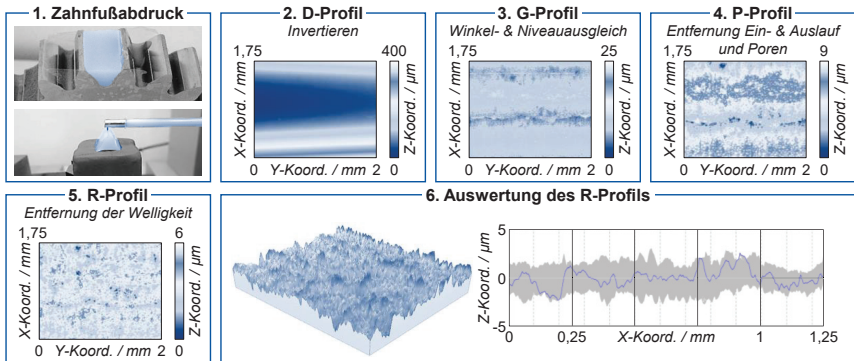 1. Zahnfußabdruck
2. D-Profil
Invertieren
1,75
400
X-Koord. / mm
Z-Koord. / µm
0
Y-Koord. / mm
2
0
3. G-Profil
Winkel- & Niveauausgleich
1,75
25
X-Koord. / mm
Z-Koord. / µm
0
Y-Koord. / mm
2
0
4. P-Profil
Entfernung Ein- & Auslauf
und Poren
1,75
9
X-Koord. / mm
Z-Koord. / µm
0
Y-Koord. / mm
2
0
5. R-Profil
Entfernung der Welligkeit
1,75
6
X-Koord. / mm
Z-Koord. / µm
0
Y-Koord. / mm
2
0
6. Auswertung des R-Profils
Z-Koord. / µm
5
0
-5
0
0,25
X-Koord. / mm
1
1,25